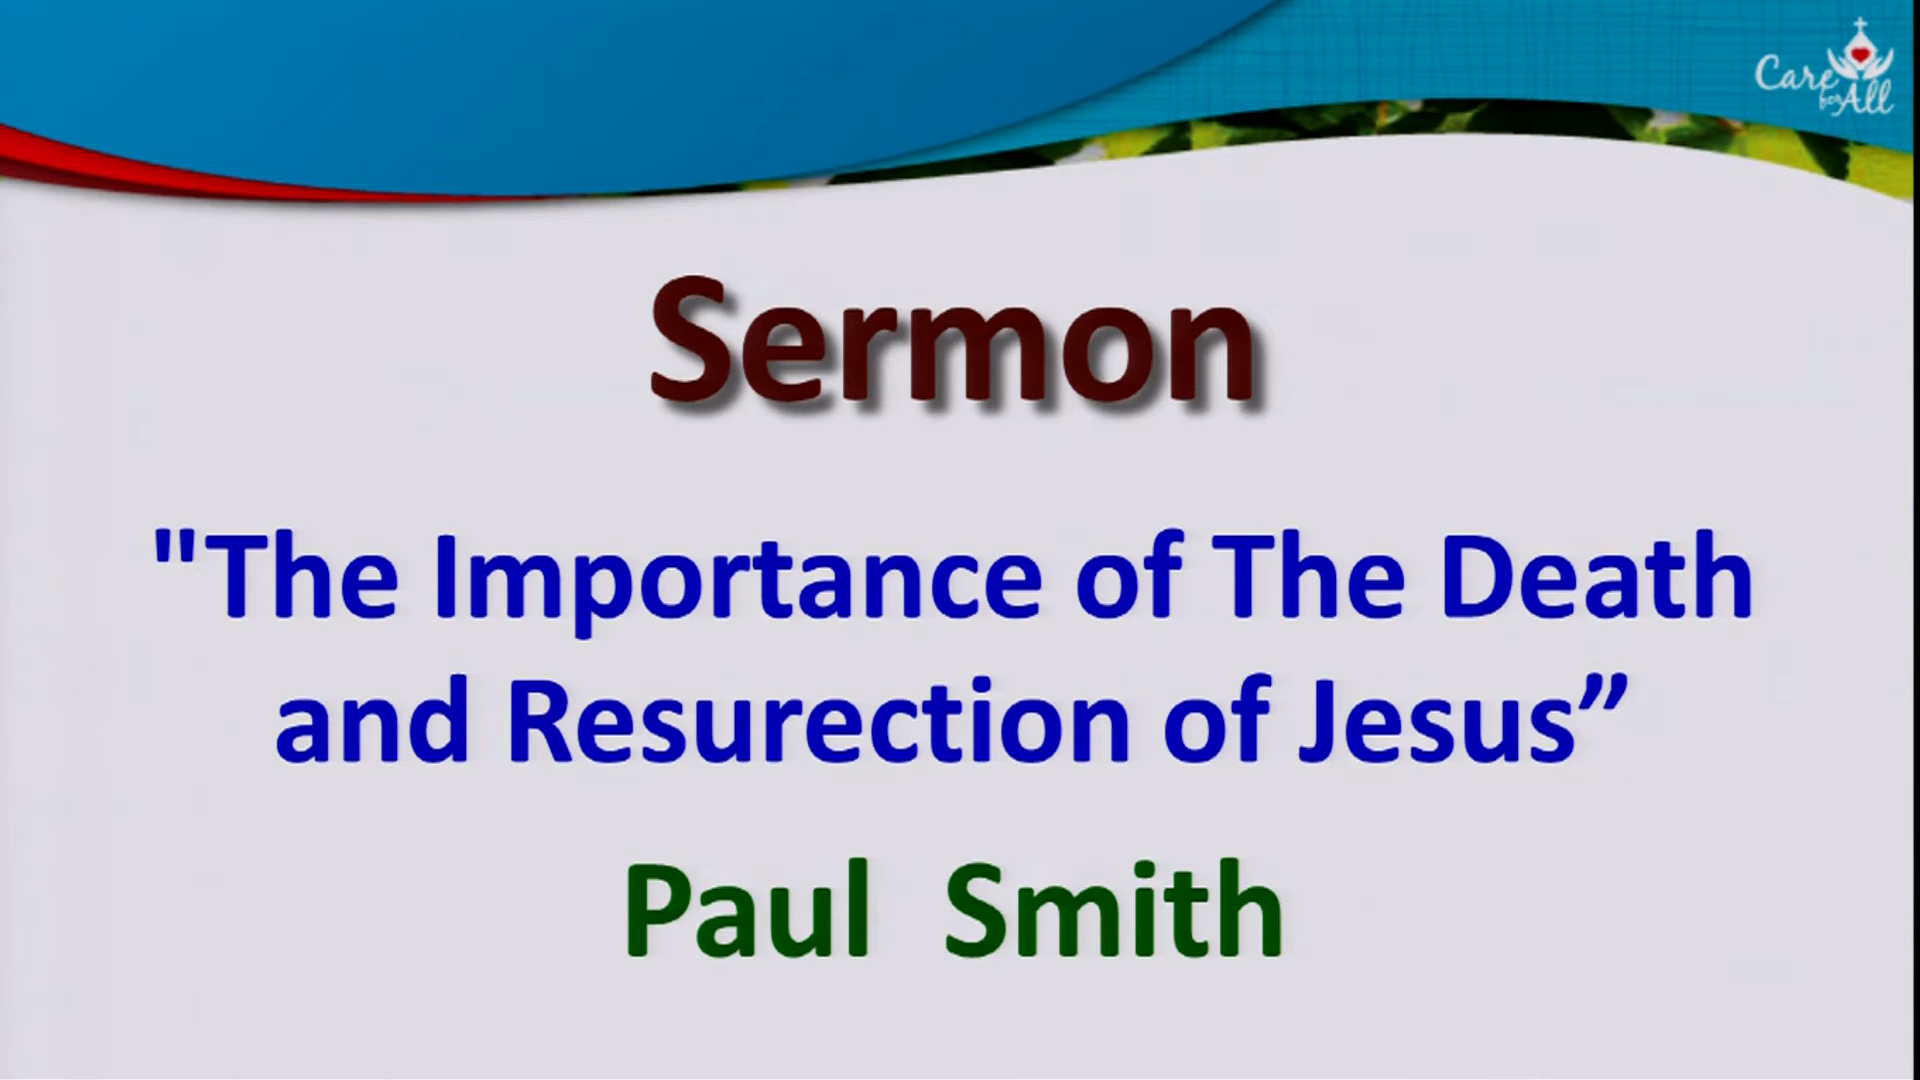 Care
for All
Sermon
"The Importance of The Death
and Resurection of Jesus”
Paul Smith